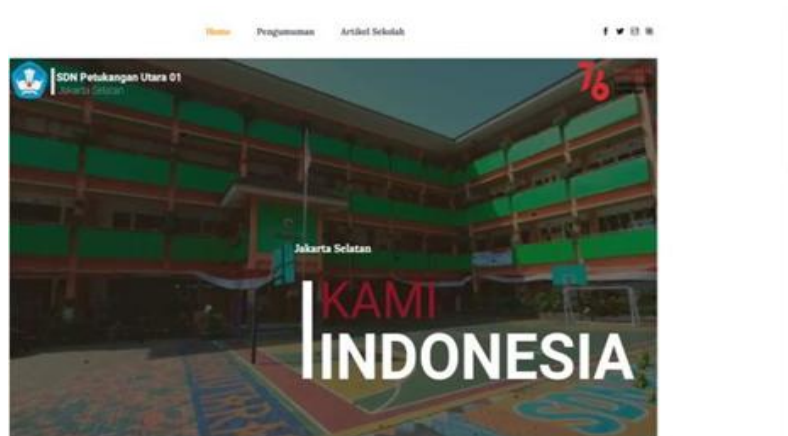 Home Pengumuman Artikel Sekolah
SDN Petukangan Utara 01
Jakarta Selatan
76
Jakarta Selatan
KAMI
INDONESIA